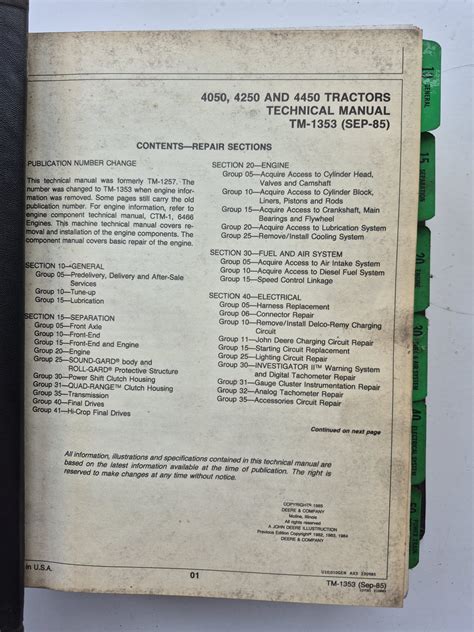 4050, 4250 AND 4450 TRACTORS
TECHNICAL MANUAL
TM-1353 (SEP-85)
CONTENTS—REPAIR SECTIONS
PUBLICATION NUMBER CHANGE
This technical manual was formerly TM-1257. The
number was changed to TM-1353 when engine infor-
mation was removed. Some pages still carry the old
publication number. For engine information, refer to
engine component technical manual, CTM-1, 6466
Engines. This machine technical manual covers re-
moval and installation of the engine components. The
component manual covers basic repair of the engine.
SECTION 10—GENERAL
Group 05—Predelivery, Delivery and After-Sale
Services
Group 10—Tune-up
Group 15—Lubrication
SECTION 15—SEPARATION
Group 05—Front Axle
Group 10—Front-End
Group 15—Front-End and Engine
Group 20—Engine
Group 25—SOUND-GARD® body and
ROLL-GARD® Protective Structure
Group 30—Power Shift Clutch Housing
Group 31—QUAD-RANGE™ Clutch Housing
Group 35—Transmission
Group 40—Final Drives
Group 41—Hi-Crop Final Drives
SECTION 20—ENGINE
Group 05—Acquire Access to Cylinder Head,
Valves and Camshaft
Group 10—Acquire Access to Cylinder Block,
Liners, Pistons and Rods
Group 15—Acquire Access to Crankshaft, Main
Bearings and Flywheel
Group 20—Acquire Access to Lubrication System
Group 25—Remove/Install Cooling System
SECTION 30—FUEL AND AIR SYSTEM
Group 05—Acquire Access to Air Intake System
Group 10—Acquire Access to Diesel Fuel System
Group 15—Speed Control Linkage
SECTION 40—ELECTRICAL
Group 05—Harness Replacement
Group 06—Connector Repair
Group 10—Remove/Install Delco-Remy Charging
Circuit
Group 11—John Deere Charging Circuit Repair
Group 15—Starting Circuit Replacement
Group 25—Lighting Circuit Repair
Group 30—INVESTIGATOR II™ Warning System
and Digital Tachometer Repair
Group 31—Gauge Cluster Instrumentation Repair
Group 32—Analog Tachometer Repair
Group 35—Accessories Circuit Repair
Continued on next page
All information, illustrations and specifications contained in this technical manual are
based on the latest information available at the time of publication. The right is
reserved to make changes at any time without notice.
COPYRIGHT© 1985
DEERE & COMPANY
Moline, Illinois
All rights reserved
A JOHN DEERE ILLUSTRUCTION
Previous Edition Copyright© 1982, 1983, 1984
DEERE & COMPANY
in U.S.A.
01
TM-1353 (Sep-85)
10 GENERAL
15 SEPARATION
20
30
40 ELECTRICAL SYSTEM